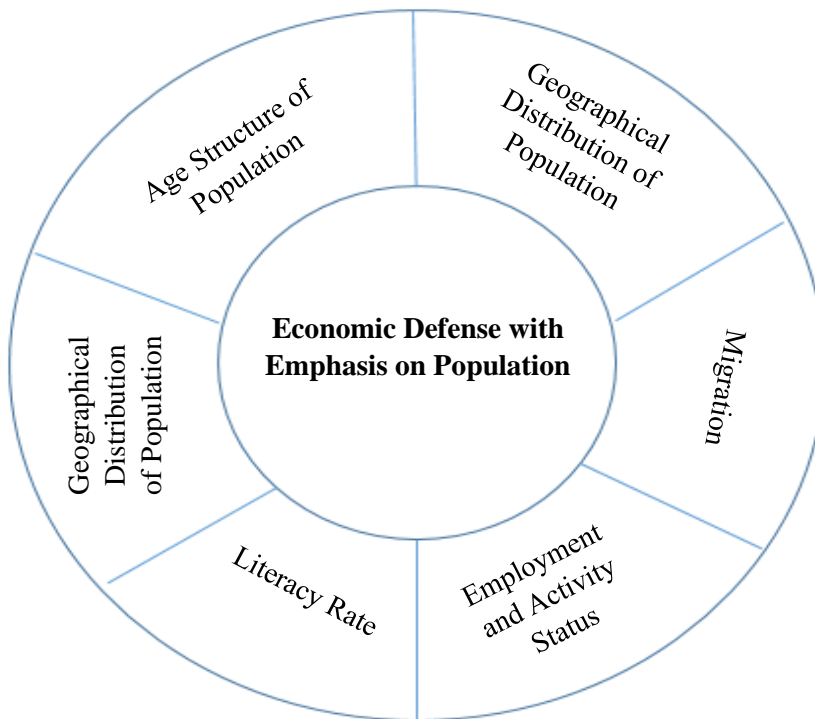 Age Structure of
Population
Geographical
Distribution of
Population
Economic Defense with
Emphasis on Population
Migration
Geographical
Distribution
of Population
Literacy Rate
Employment
and Activity
Status